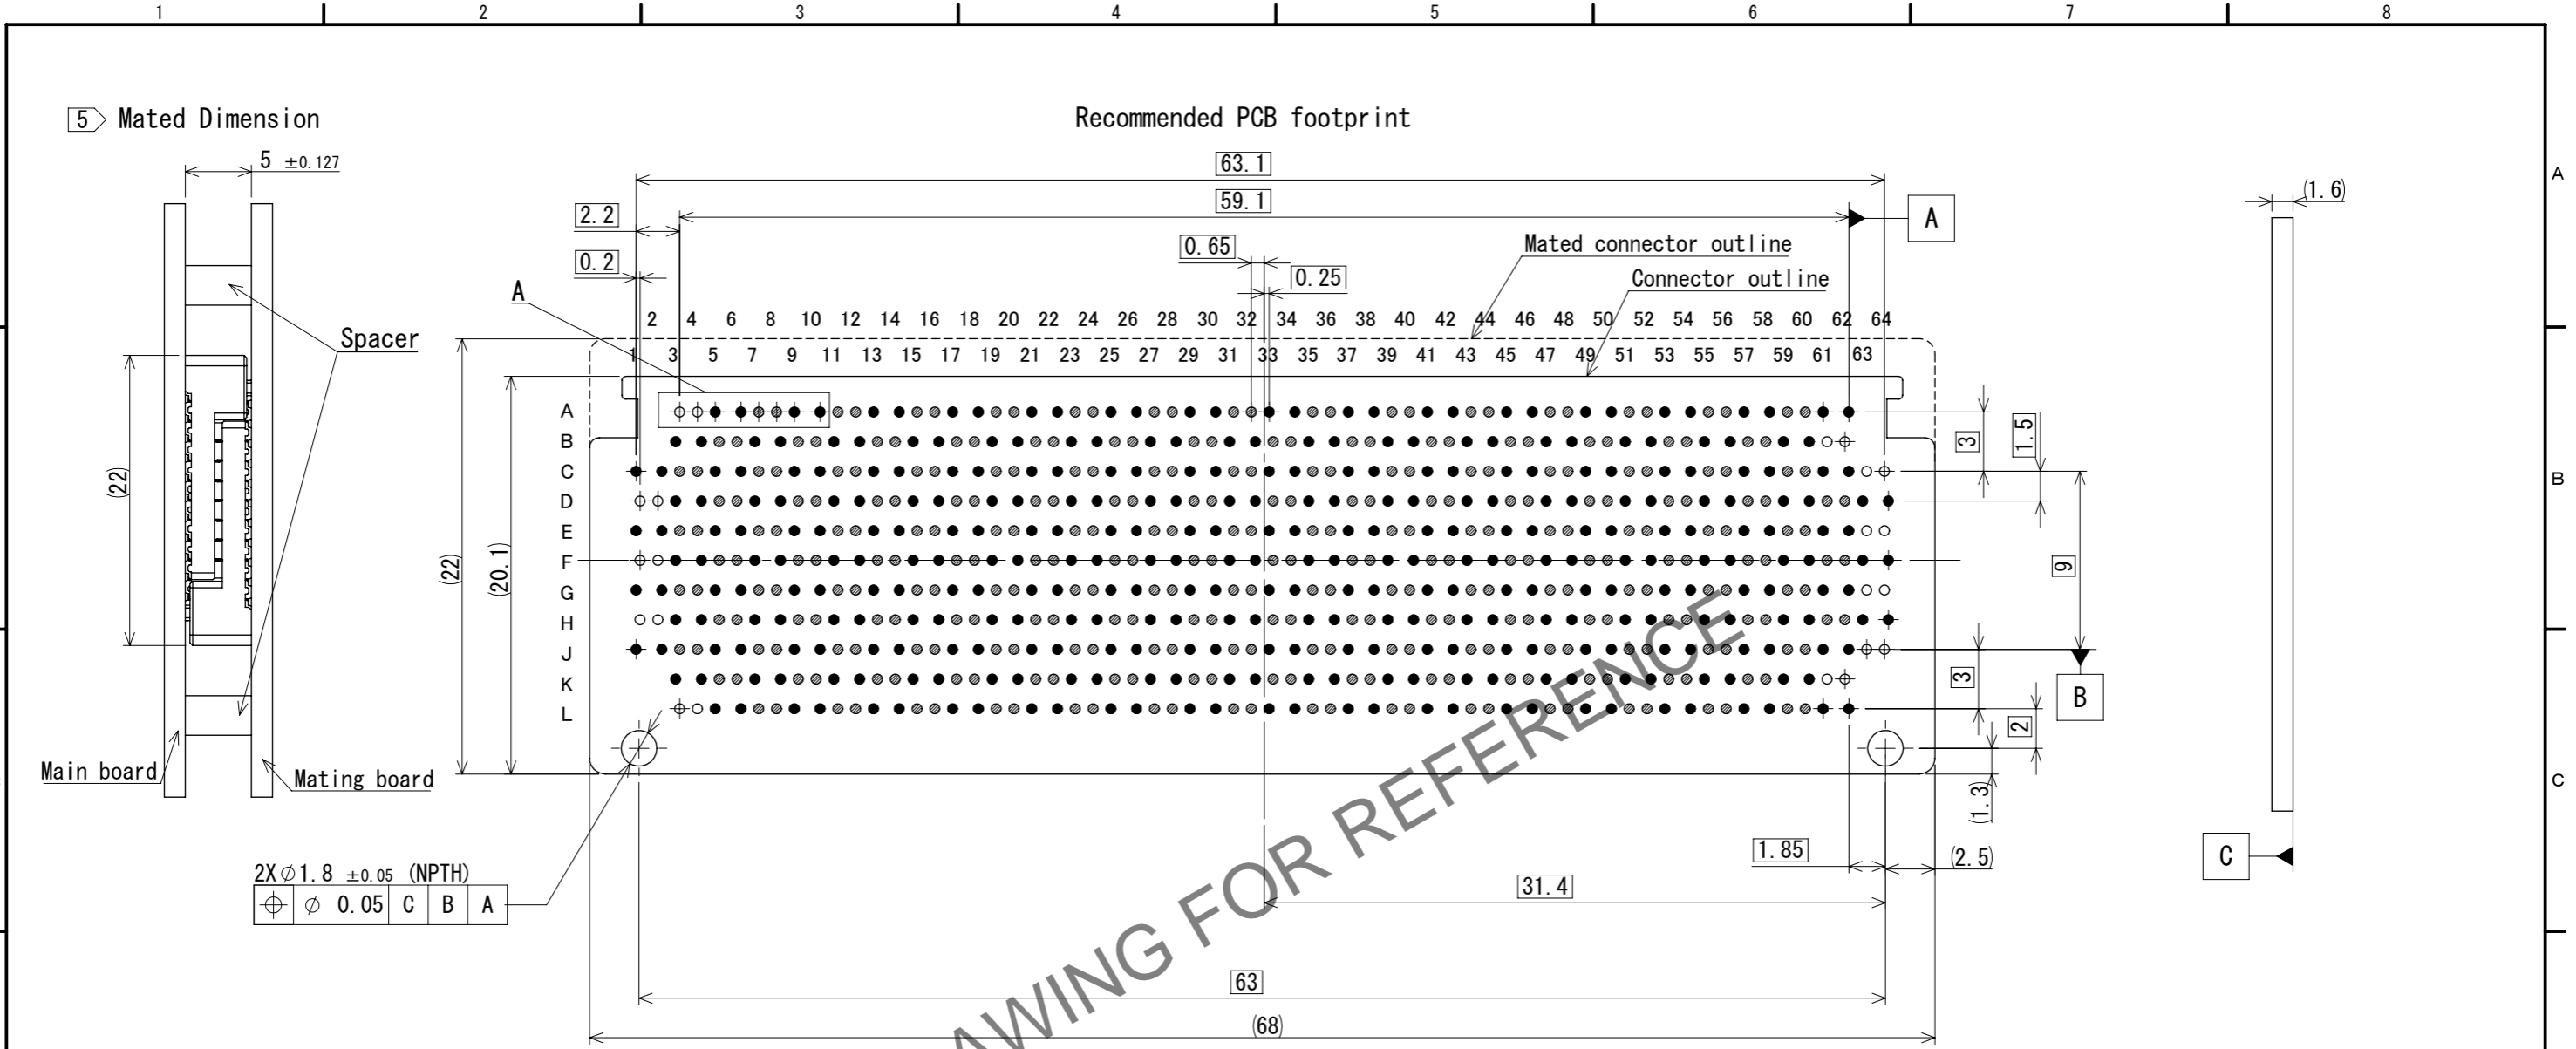 1 2 3 4 5 6 7 8
5 Mated Dimension
Recommended PCB footprint
5 ±0.127
63.1
A
(1.6)
59.1
2.2
A
0.65
Mated connector outline
0.2
0.25
Connector outline
A
2 4 6 8 10 12 14 16 18 20 22 24 26 28 30 32 34 36 38 40 42 44 46 48 50 52 54 56 58 60 62 64
Spacer
1 3 5 7 9 11 13 15 17 19 21 23 25 27 29 31 33 35 37 39 41 43 45 47 49 51 53 55 57 59 61 63
A
B
C
D
E
F
G
H
J
K
L
3
1.5
B
(22)
(22)
(20.1)
9
3
B
2
Main board
Mating board
C
(1.3)
1.85
(2.5)
C
2X⌀1.8 ±0.05 (NPTH)
⌖ ⌀ 0.05 C B A
31.4
63
(68)
AWING FOR REFERENCE